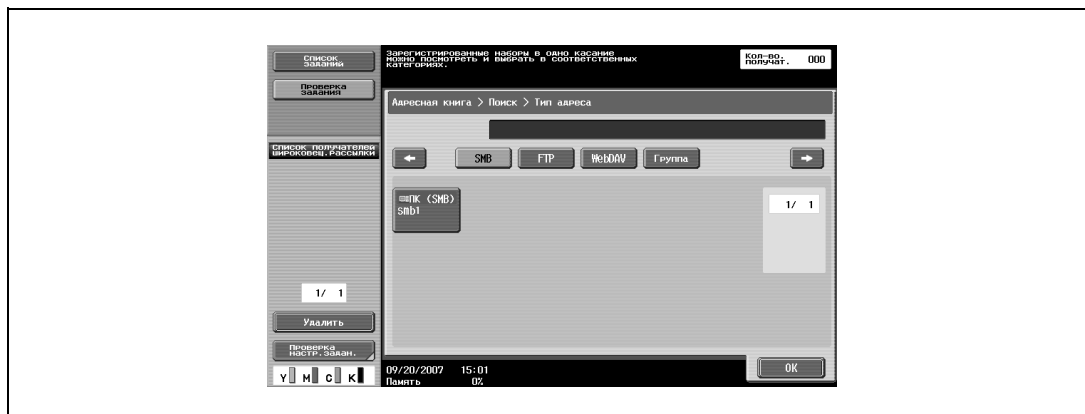 Список
заданий
Проверка
задания
Список получателей
широковещ.рассылки
1/ 1
Удалить
Проверка
настр.задан.
Y M C K
Зарегистрированные наборы в одно касание
можно посмотреть и выбрать в соответственных
категориях.
Кол-во.
получат. 000
Адресная книга > Поиск > Тип адреса
SMB FTP WebDAV Группа
ПК (SMB)
smb1
1/ 1
09/20/2007 15:01
Память 0%
OK